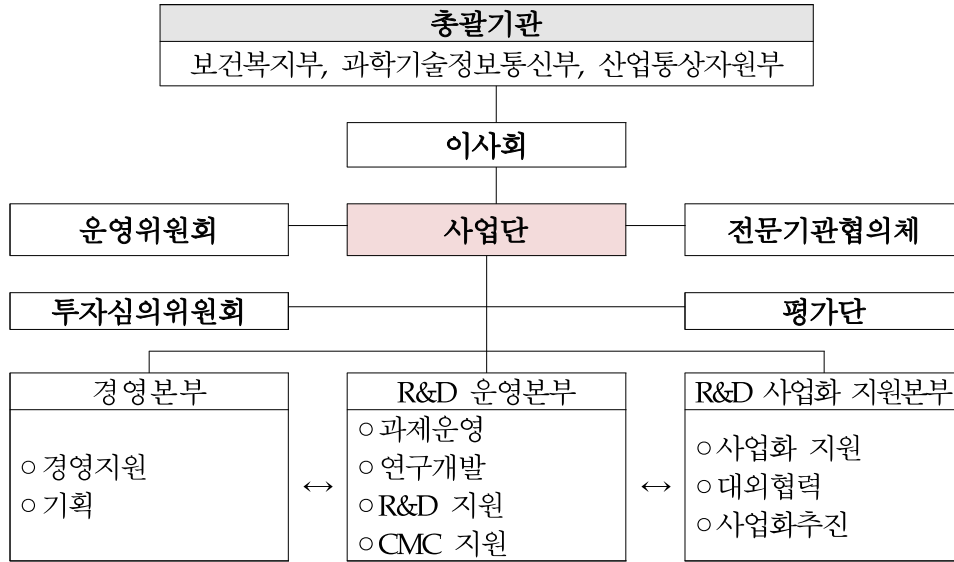 총괄기관
보건복지부, 과학기술정보통신부, 산업통상자원부
이사회
운영위원회
사업단
전문기관협의체
투자심의위원회
평가단
경영본부
○ 경영지원
○ 기획
↔
R&D 운영본부
○ 과제운영
○ 연구개발
○ R&D 지원
○ CMC 지원
↔
R&D 사업화 지원본부
○ 사업화 지원
○ 대외협력
○ 사업화추진